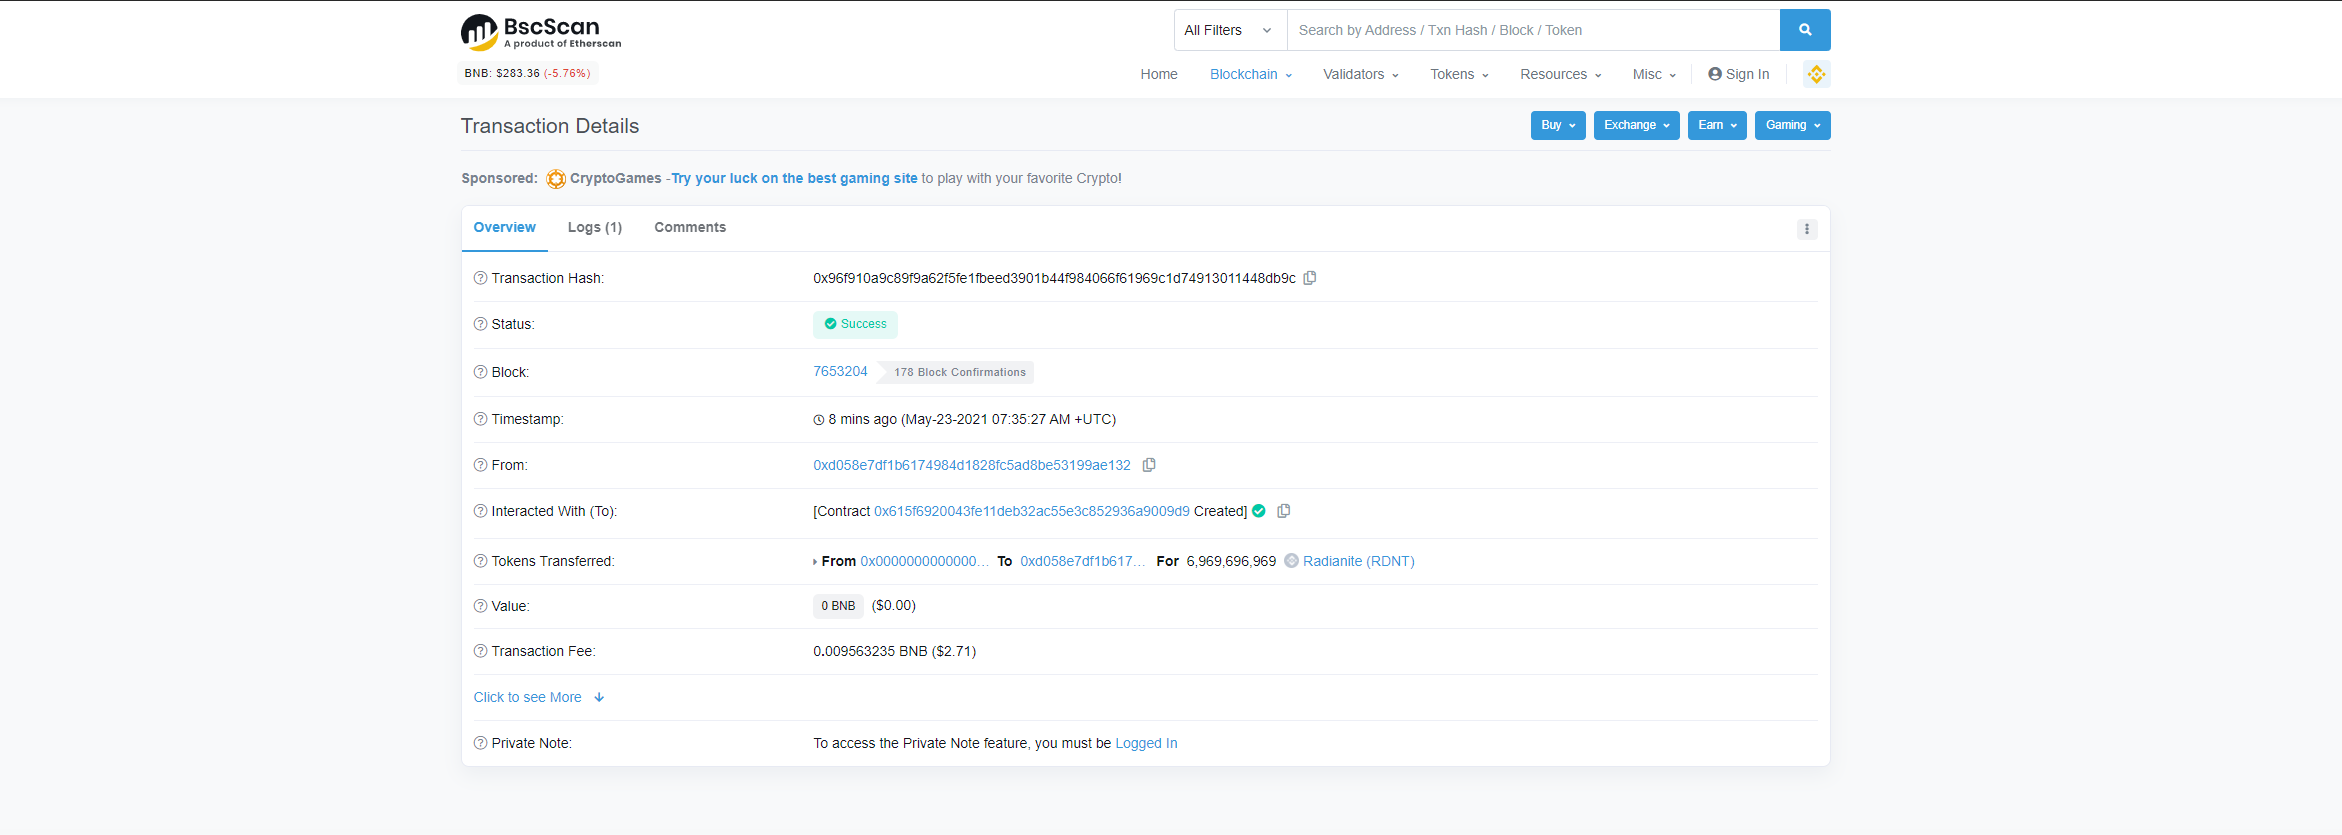 BscScan
A product of Etherscan
All Filters
Search by Address / Txn Hash / Block / Token
BNB: $283.36 (-5.76%)
Home Blockchain Validators Tokens Resources Misc Sign In
Transaction Details
Buy Exchange Earn Gaming
Sponsored: CryptoGames -Try your luck on the best gaming site to play with your favorite Crypto!
Overview Logs (1) Comments
Transaction Hash: 0x96f910a9c89f9a62f5fe1fbeed3901b44f984066f61969c1d74913011448db9c
Status: Success
Block: 7653204 178 Block Confirmations
Timestamp: 8 mins ago (May-23-2021 07:35:27 AM +UTC)
From: 0xd058e7df1b6174984d1828fc5ad8be53199ae132
Interacted With (To): [Contract 0x615f6920043fe11deb32ac55e3c852936a9009d9 Created]
Tokens Transferred: From 0x0000000000000... To 0xd058e7df1b617... For 6,969,696,969 Radianite (RDNT)
Value: 0 BNB ($0.00)
Transaction Fee: 0.009563235 BNB ($2.71)
Click to see More
Private Note: To access the Private Note feature, you must be Logged In